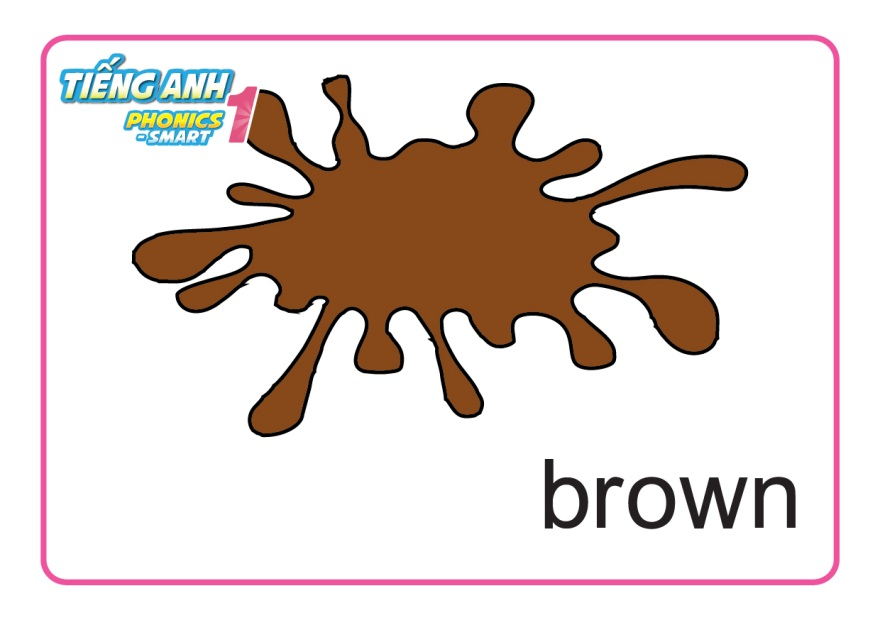 TIẾNG ANH 1
PHONICS
- SMART
brown